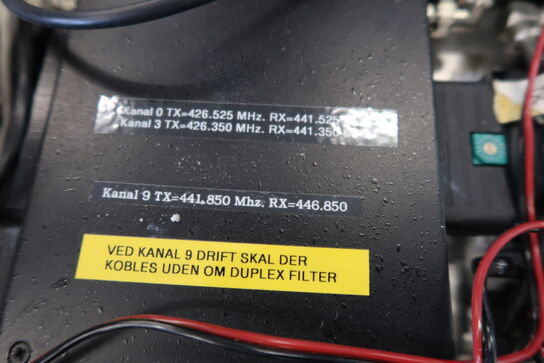 Kanal 0 TX=426.525 MHz. RX=441.525
Kanal 3 TX=426.350 MHz. RX=441.350
Kanal 9 TX=441.850 Mhz. RX=446.850
VED KANAL 9 DRIFT SKAL DER
KOBLES UDEN OM DUPLEX FILTER